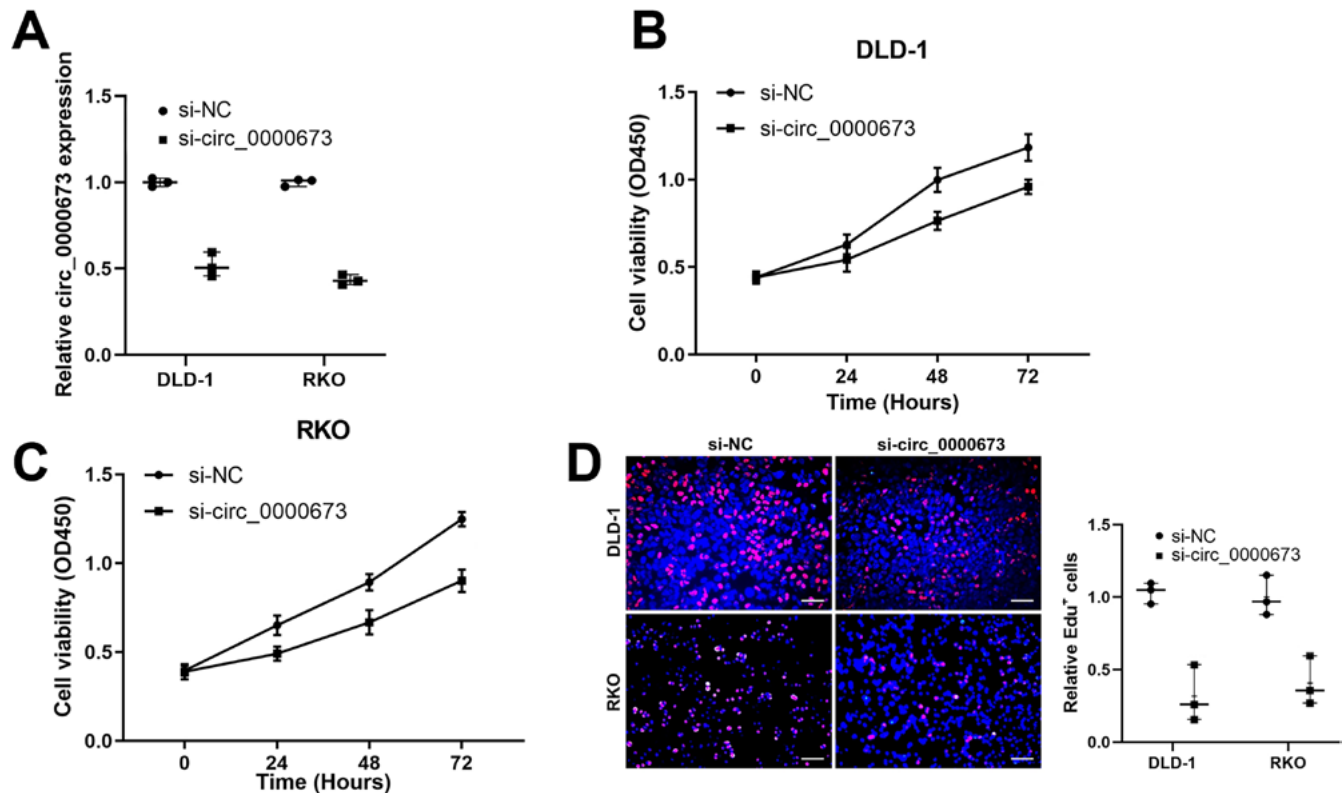 A
Relative circ_0000673 expression
1.5
1.0
0.5
0.0
si-NC
si-circ_0000673
DLD-1 RKO
B
DLD-1
Cell viability (OD450)
1.5
1.0
0.5
0.0
si-NC
si-circ_0000673
0 24 48 72
Time (Hours)
C
RKO
Cell viability (OD450)
1.5
1.0
0.5
0.0
si-NC
si-circ_0000673
0 24 48 72
Time (Hours)
D
si-NC si-circ_0000673
DLD-1
RKO
Relative Edu⁺ cells
1.5
1.0
0.5
0.0
si-NC
si-circ_0000673
DLD-1 RKO